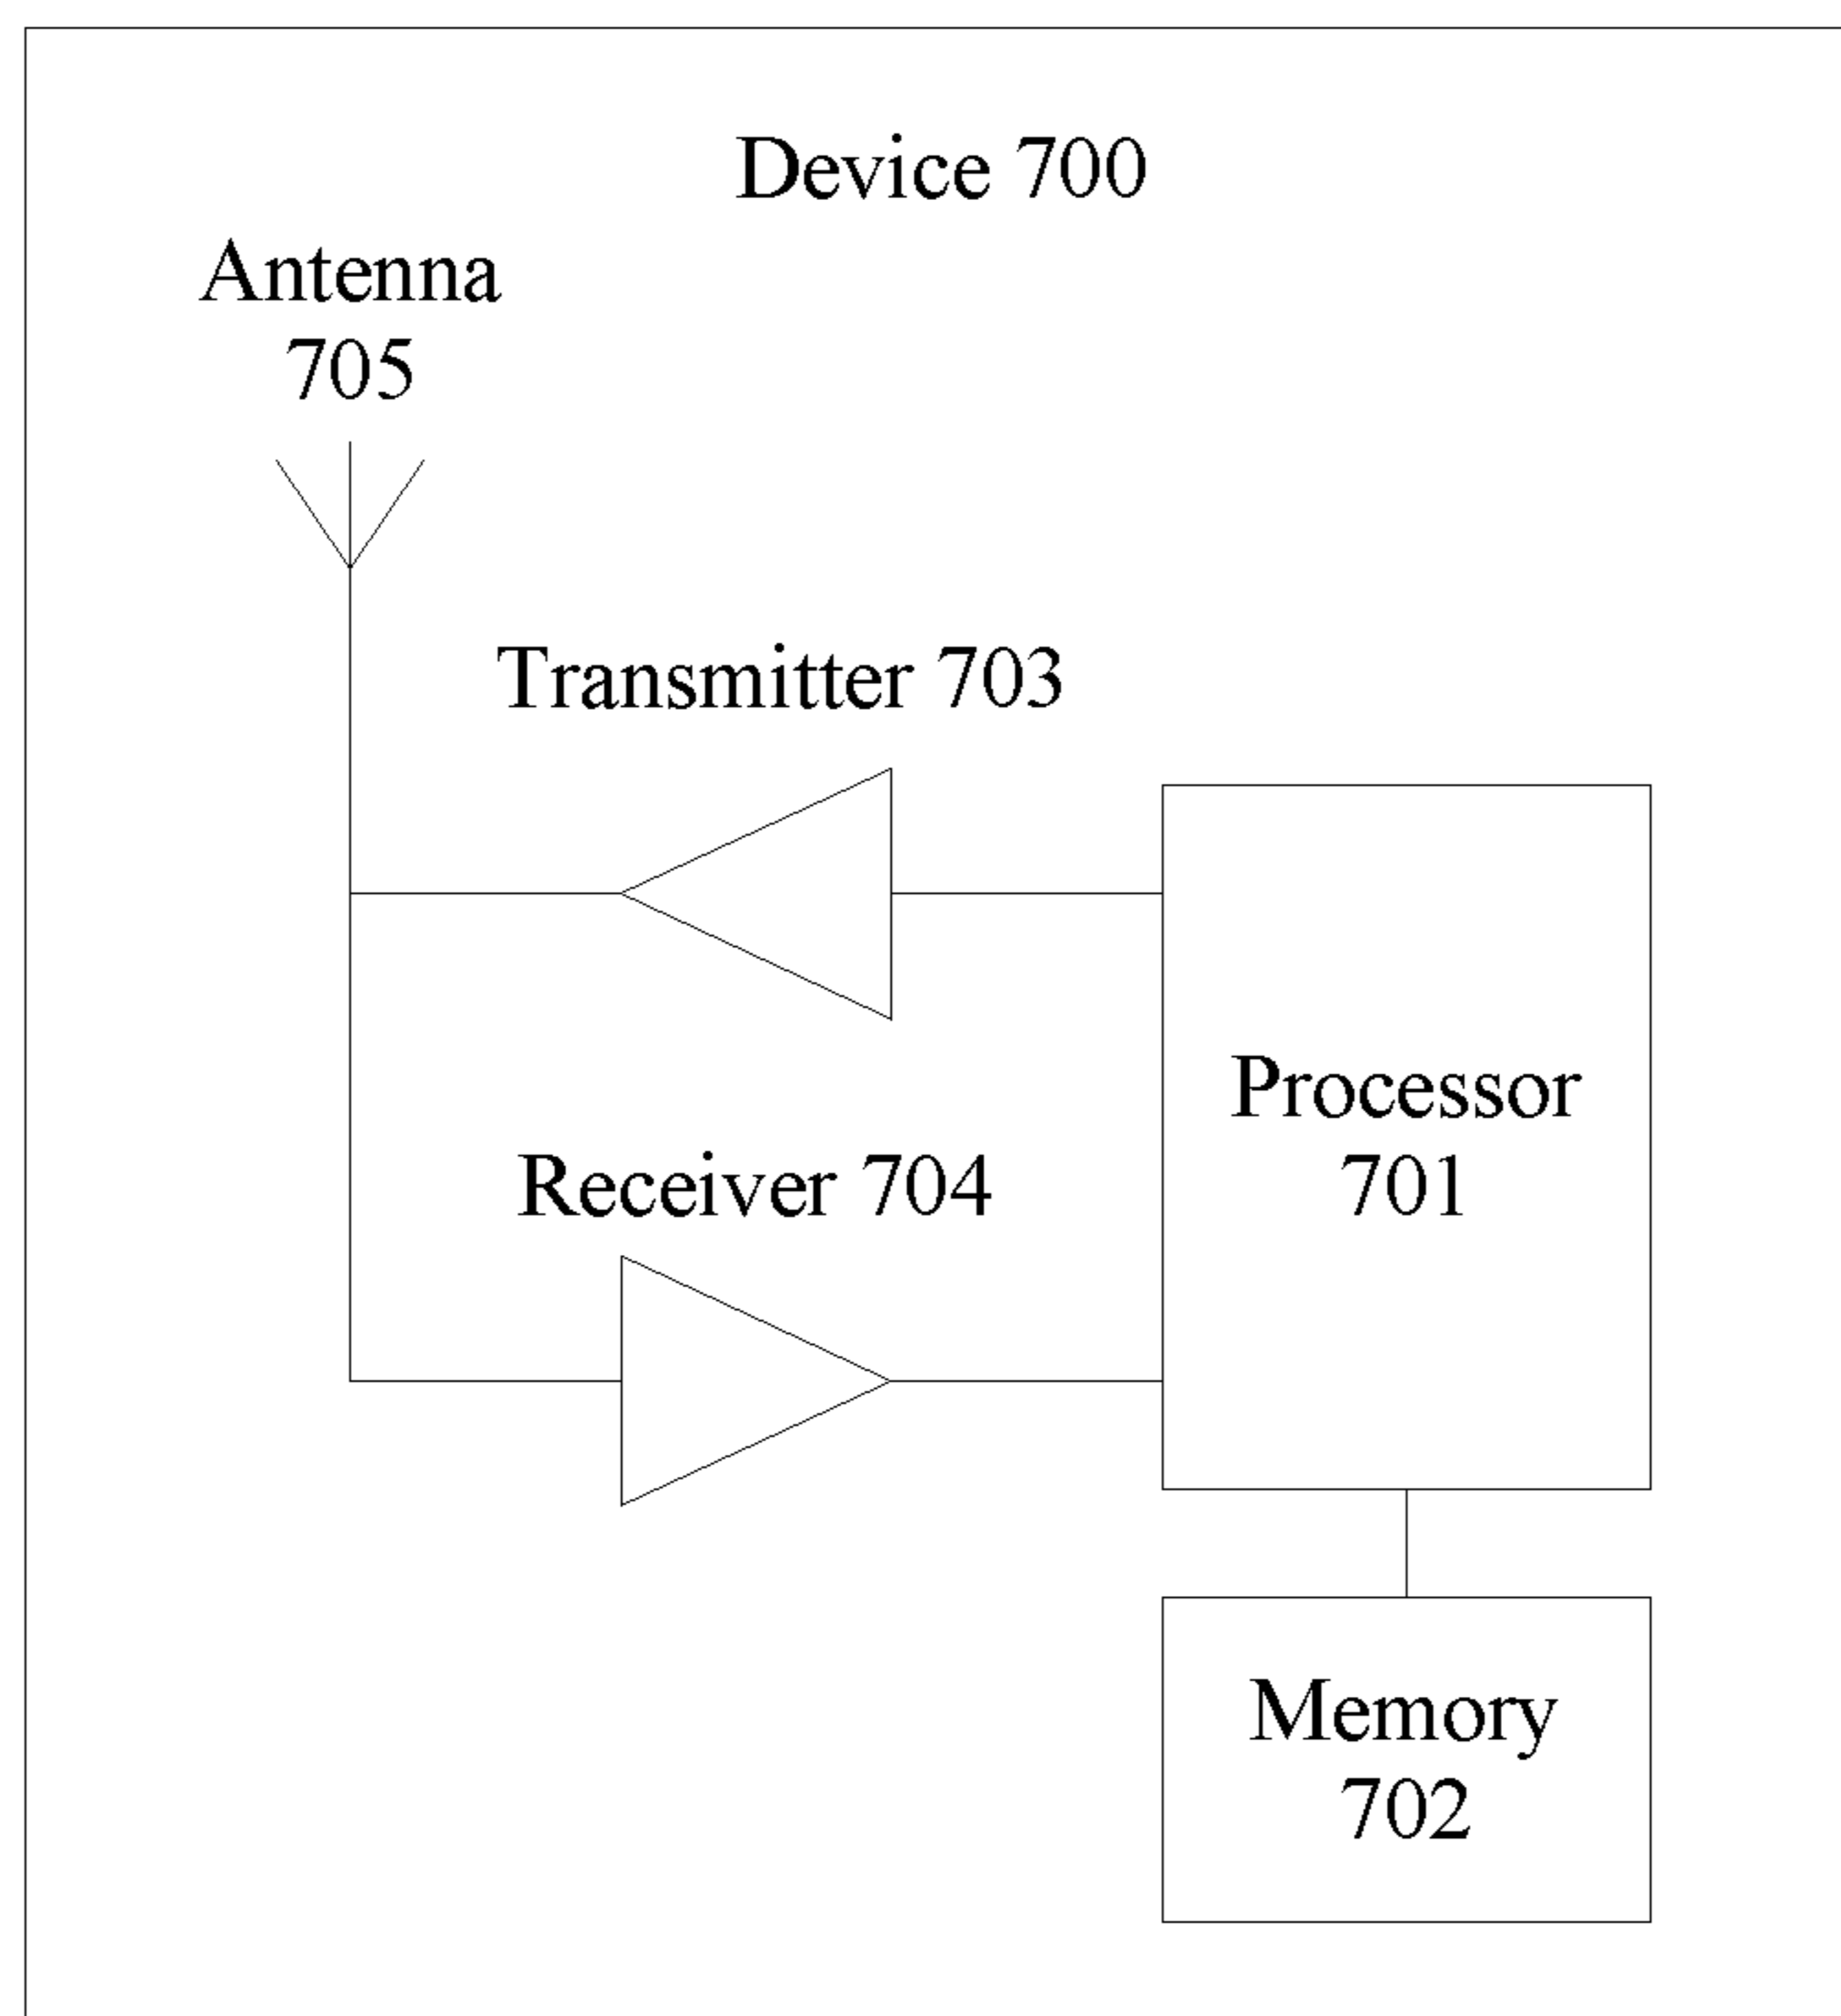 Device 700
Antenna
705
Transmitter 703
Processor
701
Receiver 704
Memory
702